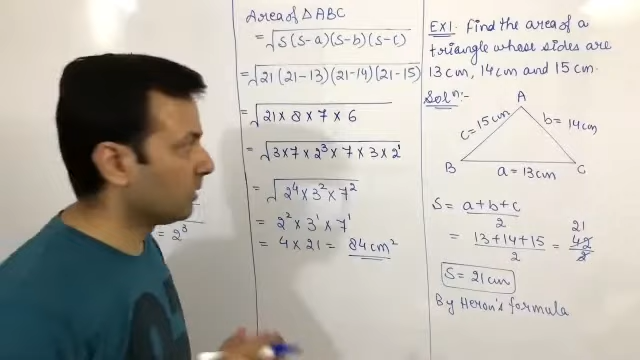 Ex1. Find the area of a
triangle whose sides are
13 cm, 14 cm and 15 cm.
Solⁿ:-
A
c = 15 cm
b = 14 cm
B
a = 13 cm
C
S = a+b+c/2
= 13+14+15/2 = 42/2 21
S = 21 cm
By Heron's formula
Area of △ABC
= √S(S-a)(S-b)(S-c)
= √21(21-13)(21-14)(21-15)
= √21 × 8 × 7 × 6
= √3×7×2³×7×3×2¹
= √2⁴×3²×7²
= 2²×3¹×7¹
= 4×21 = 84 cm²
= 2³